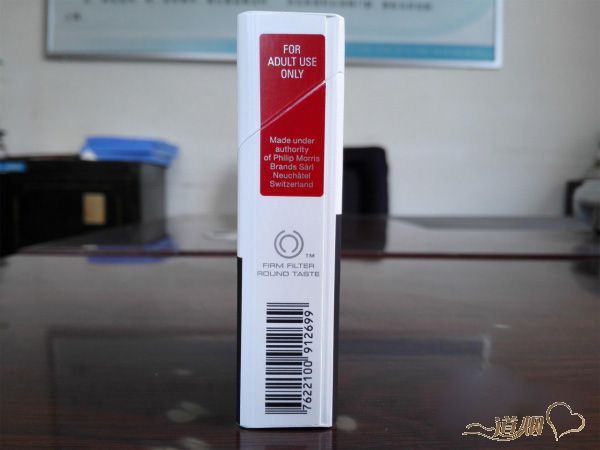 FOR
ADULT USE
ONLY
Made under
authority
of Philip Morris
Brands Sàrl
Neuchâtel
Switzerland
TM
FIRM FILTER
ROUND TASTE
7622100 912699
一道烟